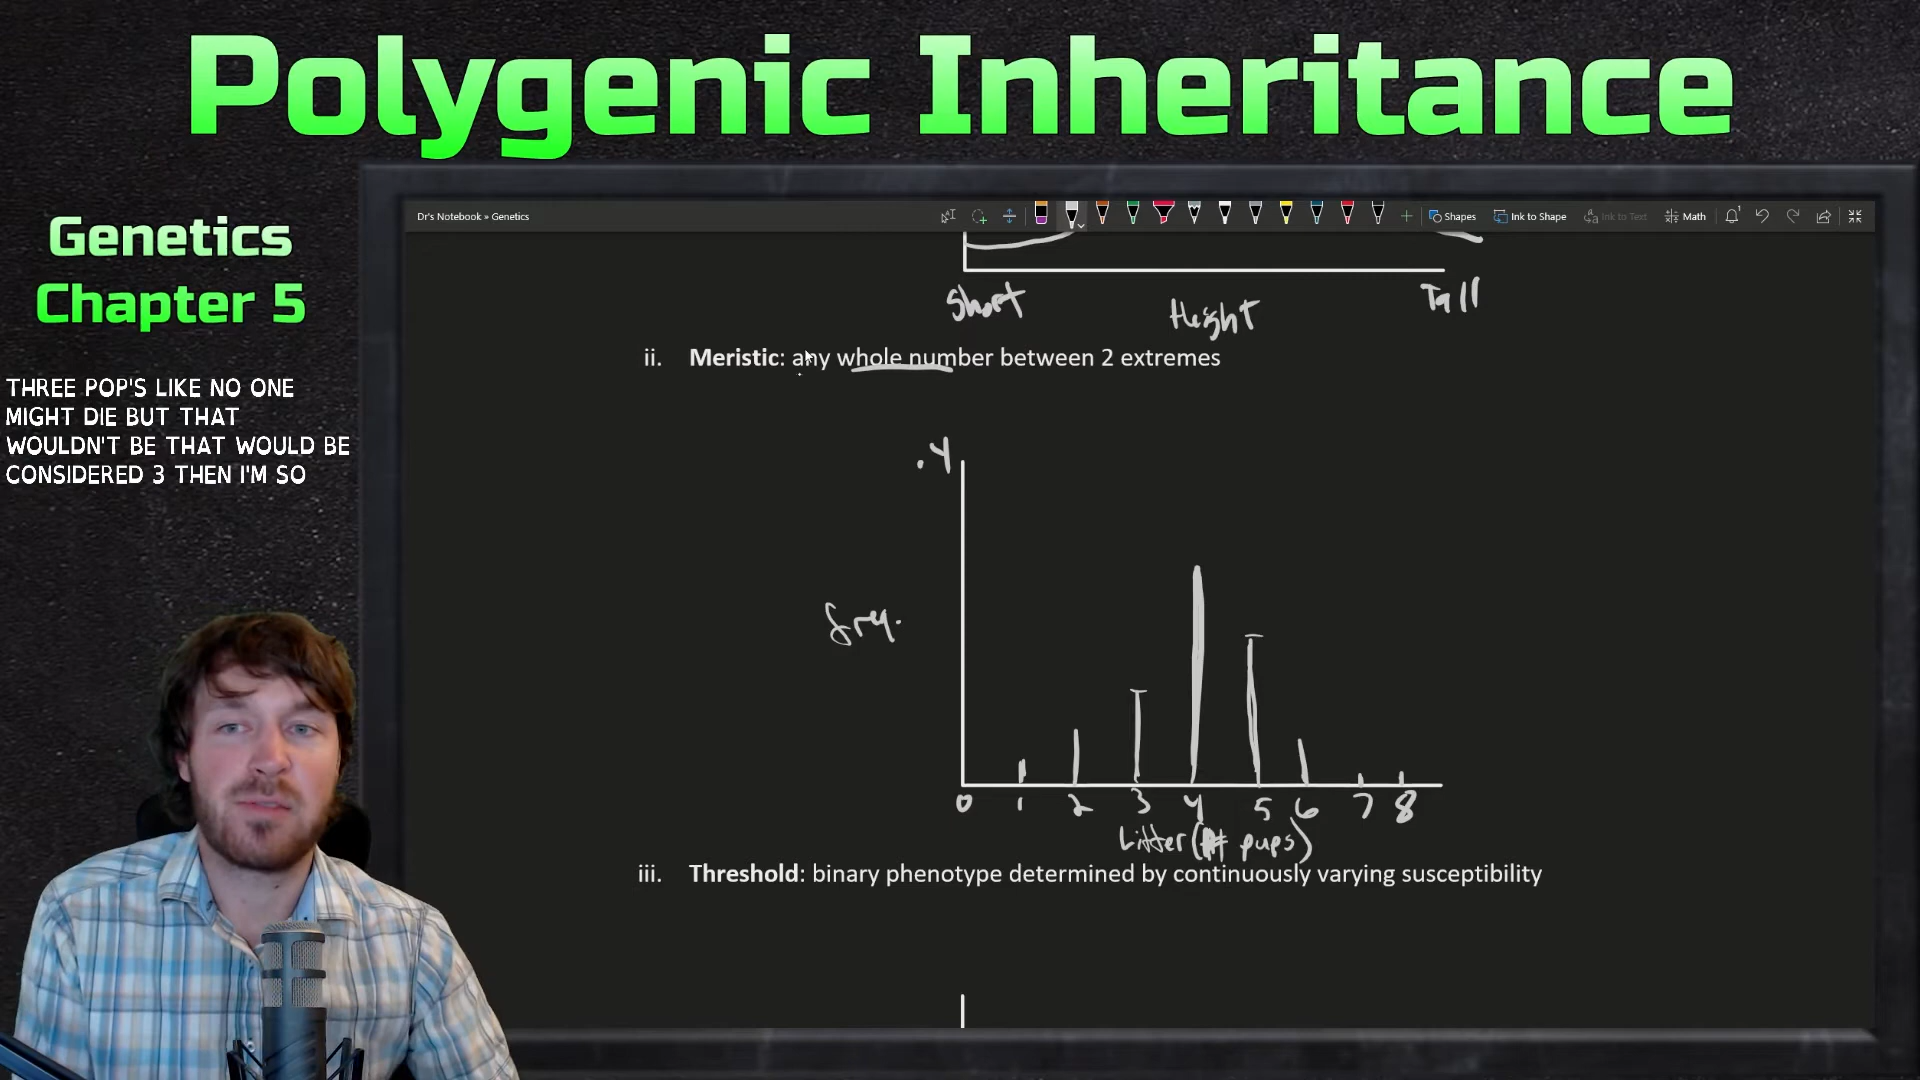 Polygenic Inheritance
Genetics
Chapter 5
THREE POP'S LIKE NO ONE
MIGHT DIE BUT THAT
WOULDN'T BE THAT WOULD BE
CONSIDERED 3 THEN I'M SO
Dr's Notebook » Genetics
Shapes
Ink to Shape
Ink to Text
Math
Short
Height
Tall
ii. Meristic: any whole number between 2 extremes
.4
freq.
0 1 2 3 4 5 6 7 8
Litter (# pups)
iii. Threshold: binary phenotype determined by continuously varying susceptibility